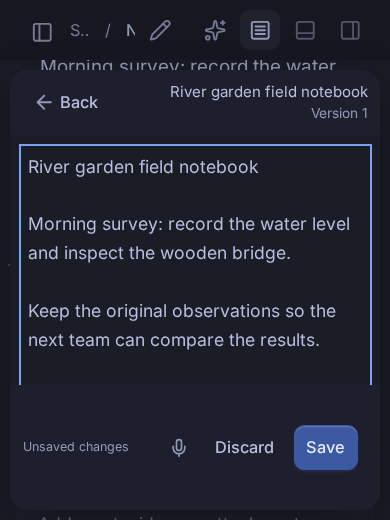 S.. /
Morning survey: record the water
Back
River garden field notebook
Version 1
River garden field notebook
Morning survey: record the water level
and inspect the wooden bridge.
Keep the original observations so the
next team can compare the results.
Unsaved changes
Discard
Save